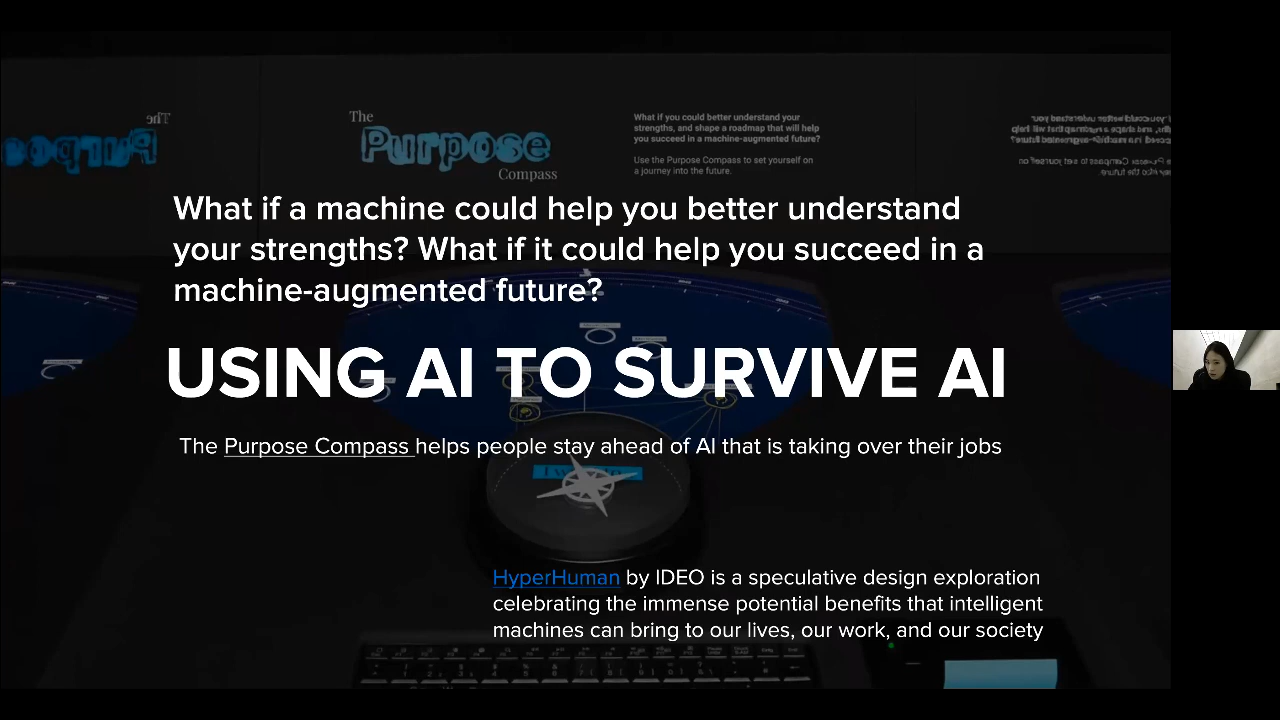 The
Purpose
Compass
What if you could better understand your
strengths, and shape a roadmap that will help
you succeed in a machine-augmented future?
Use the Purpose Compass to set yourself on
a journey into the future.
What if a machine could help you better understand
your strengths? What if it could help you succeed in a
machine-augmented future?
USING AI TO SURVIVE AI
The Purpose Compass helps people stay ahead of AI that is taking over their jobs
HyperHuman by IDEO is a speculative design exploration
celebrating the immense potential benefits that intelligent
machines can bring to our lives, our work, and our society